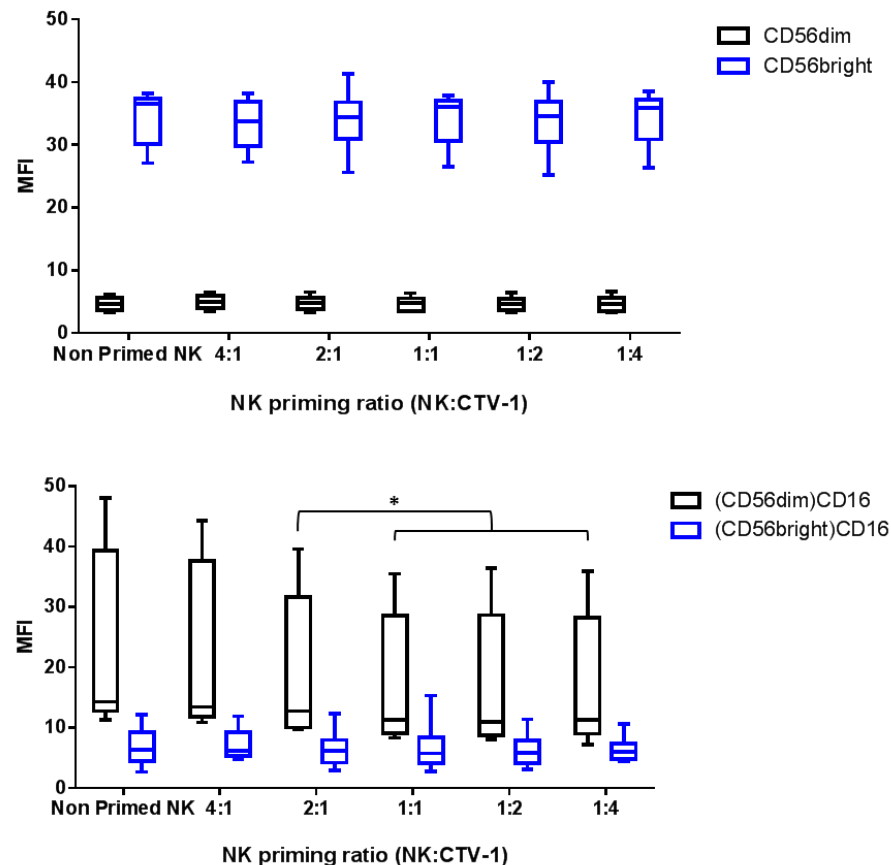 50
40
30
20
10
0
MFI
CD56dim
CD56bright
Non Primed NK 4:1 2:1 1:1 1:2 1:4
NK priming ratio (NK:CTV-1)
50
40
30
20
10
0
MFI
*
(CD56dim)CD16
(CD56bright)CD16
Non Primed NK 4:1 2:1 1:1 1:2 1:4
NK priming ratio (NK:CTV-1)